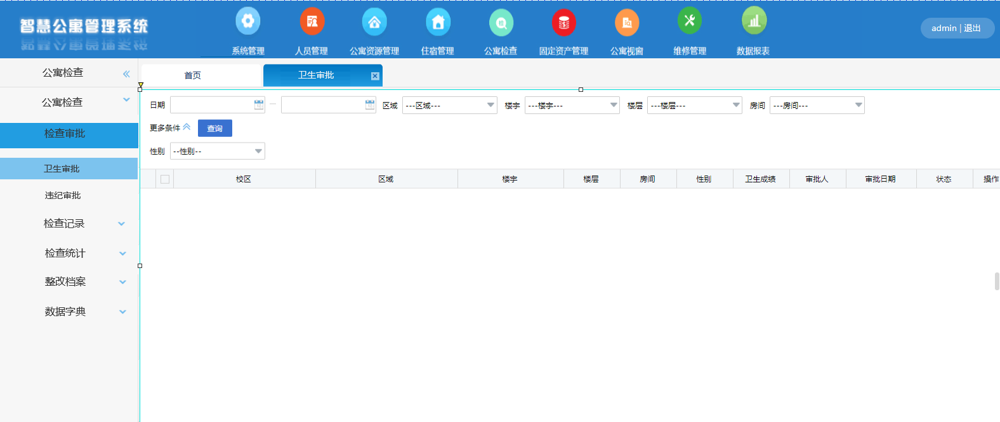 智慧公寓管理系统
系统管理 人员管理 公寓资源管理 住宿管理 公寓检查 固定资产管理 公寓视窗 维修管理 数据报表
admin | 退出
公寓检查
首页 卫生审批
公寓检查
检查审批
卫生审批
违纪审批
检查记录
检查统计
整改档案
数据字典
日期 — 区域 ---区域--- 楼宇 ---楼宇--- 楼层 ---楼层--- 房间 ---房间---
更多条件 查询
性别 --性别--
校区 区域 楼宇 楼层 房间 性别 卫生成绩 审批人 审批日期 状态 操作